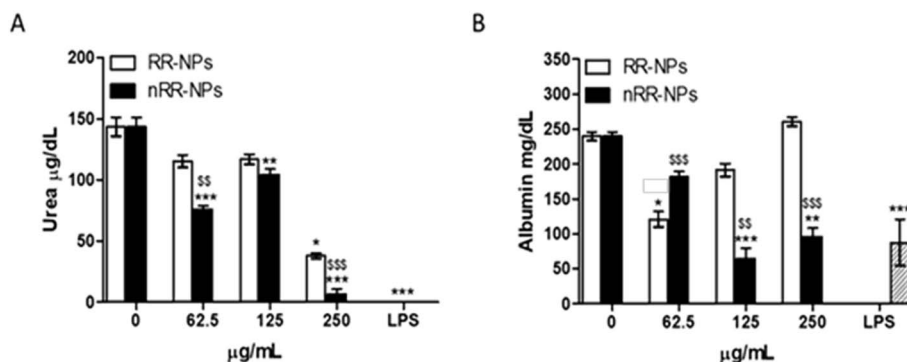 A
200
150
100
50
0
Urea µg/dL
RR-NPs
nRR-NPs
$$
***
**
*
$$$
***
***
0 62.5 125 250 LPS
µg/mL
B
350
300
250
200
150
100
50
0
Albumin mg/dL
RR-NPs
nRR-NPs
*
$$$
$$
***
$$$
**
***
0 62.5 125 250 LPS
µg/mL